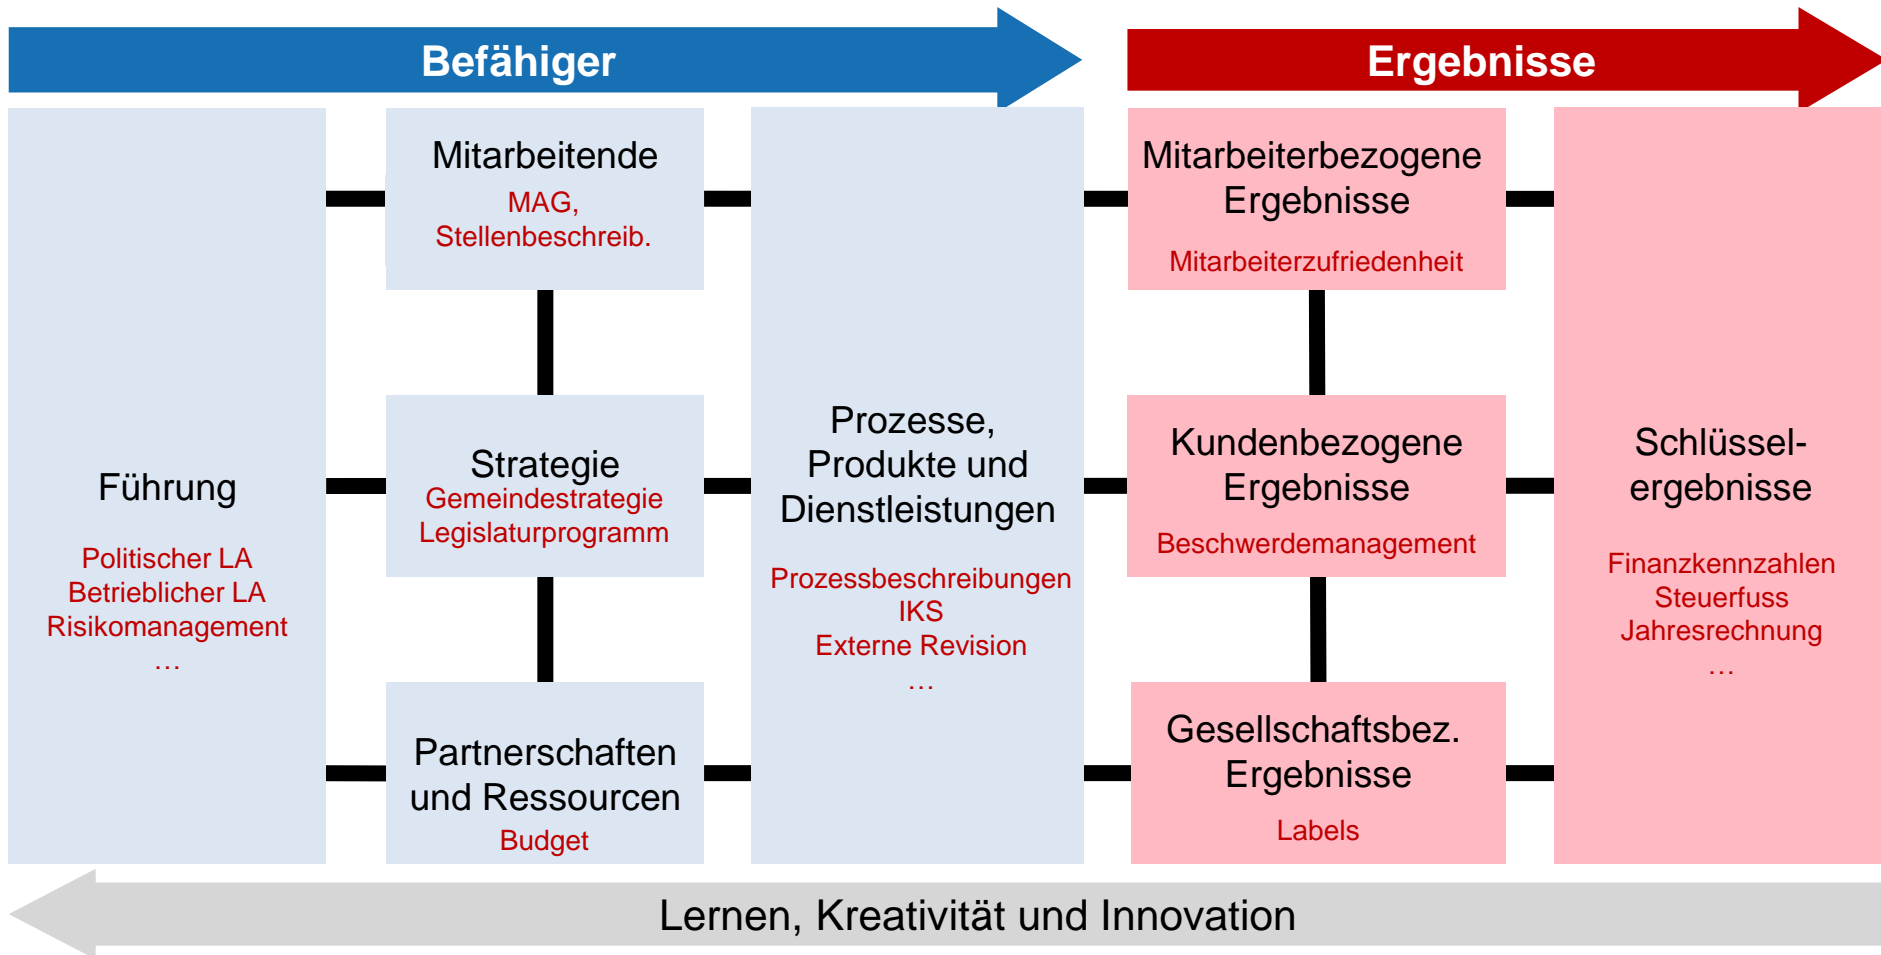 Befähiger
Ergebnisse
Führung
Politischer LA
Betrieblicher LA
Risikomanagement
…
Mitarbeitende
MAG,
Stellenbeschreib.
Strategie
Gemeindestrategie
Legislaturprogramm
Partnerschaften
und Ressourcen
Budget
Prozesse,
Produkte und
Dienstleistungen
Prozessbeschreibungen
IKS
Externe Revision
…
Mitarbeiterbezogene
Ergebnisse
Mitarbeiterzufriedenheit
Kundenbezogene
Ergebnisse
Beschwerdemanagement
Gesellschaftsbez.
Ergebnisse
Labels
Schlüssel-
ergebnisse
Finanzkennzahlen
Steuerfuss
Jahresrechnung
…
Lernen, Kreativität und Innovation